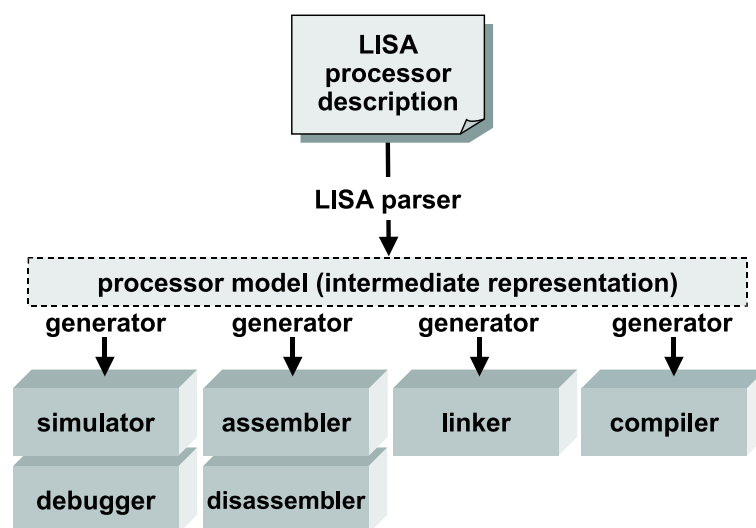 LISA
processor
description
LISA parser
processor model (intermediate representation)
generator generator generator generator
simulator assembler linker compiler
debugger disassembler